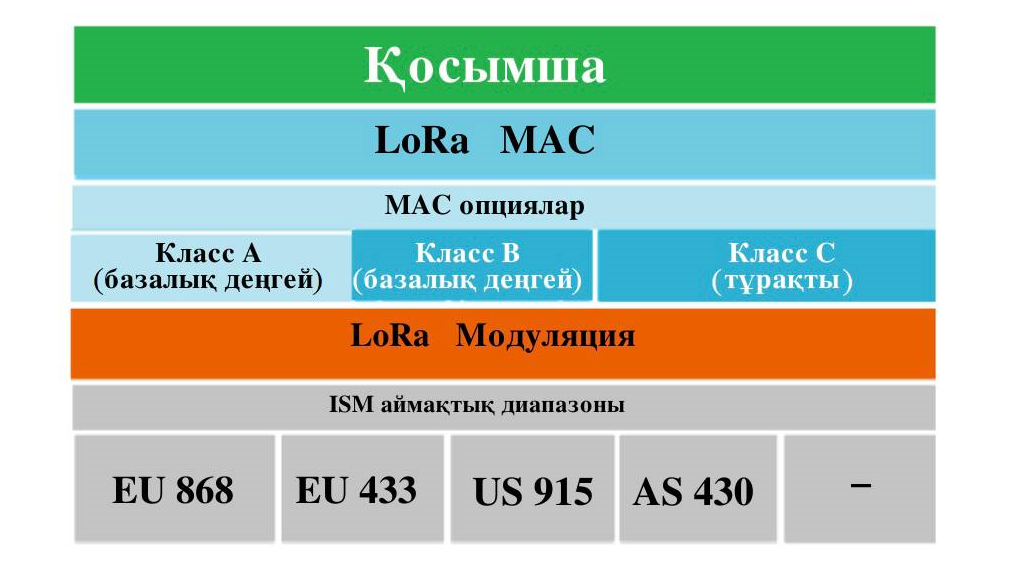 Қосымша
LoRa MAC
MAC опциялар
Класс A
(базалық деңгей)
Класс B
(базалық деңгей)
Класс C
(тұрақты)
LoRa Модуляция
ISM аймақтық диапазоны
EU 868
EU 433
US 915
AS 430
–